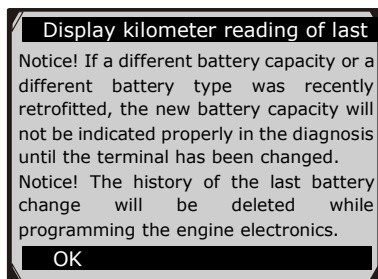 Display kilometer reading of last
Notice! If a different battery capacity or a
different battery type was recently
retrofitted, the new battery capacity will
not be indicated properly in the diagnosis
until the terminal has been changed.
Notice! The history of the last battery
change will be deleted while
programming the engine electronics.
OK